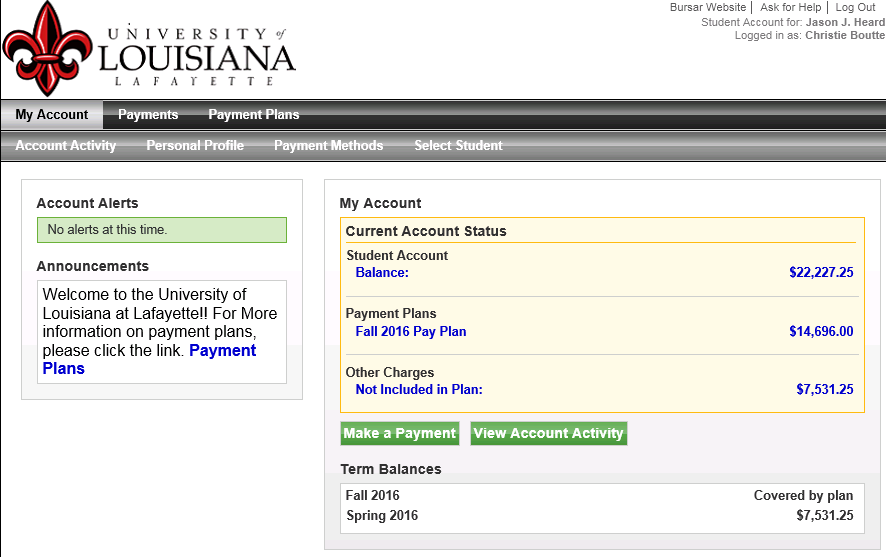 Bursar Website | Ask for Help | Log Out
Student Account for: Jason J. Heard
Logged in as: Christie Boutte
UNIVERSITY of
LOUISIANA
LAFAYETTE
My Account Payments Payment Plans
Account Activity Personal Profile Payment Methods Select Student
Account Alerts
No alerts at this time.
Announcements
Welcome to the University of
Louisiana at Lafayette!! For More
information on payment plans,
please click the link. Payment
Plans
My Account
Current Account Status
Student Account
Balance: $22,227.25
Payment Plans
Fall 2016 Pay Plan $14,696.00
Other Charges
Not Included in Plan: $7,531.25
Make a Payment View Account Activity
Term Balances
Fall 2016 Covered by plan
Spring 2016 $7,531.25